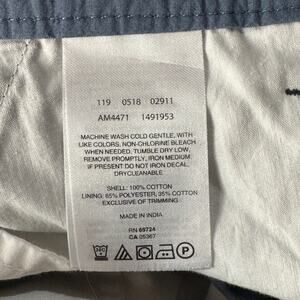 119 0518 02911
AM4471 1491953
MACHINE WASH COLD GENTLE, WITH
LIKE COLORS, NON-CHLORINE BLEACH
WHEN NEEDED. TUMBLE DRY LOW,
REMOVE PROMPTLY, IRON MEDIUM
IF PRESENT DO NOT IRON DECAL,
DRYCLEANABLE
SHELL: 100% COTTON
LINING: 65% POLYESTER, 35% COTTON
EXCLUSIVE OF TRIMMING
MADE IN INDIA
RN 69724
CA 05367